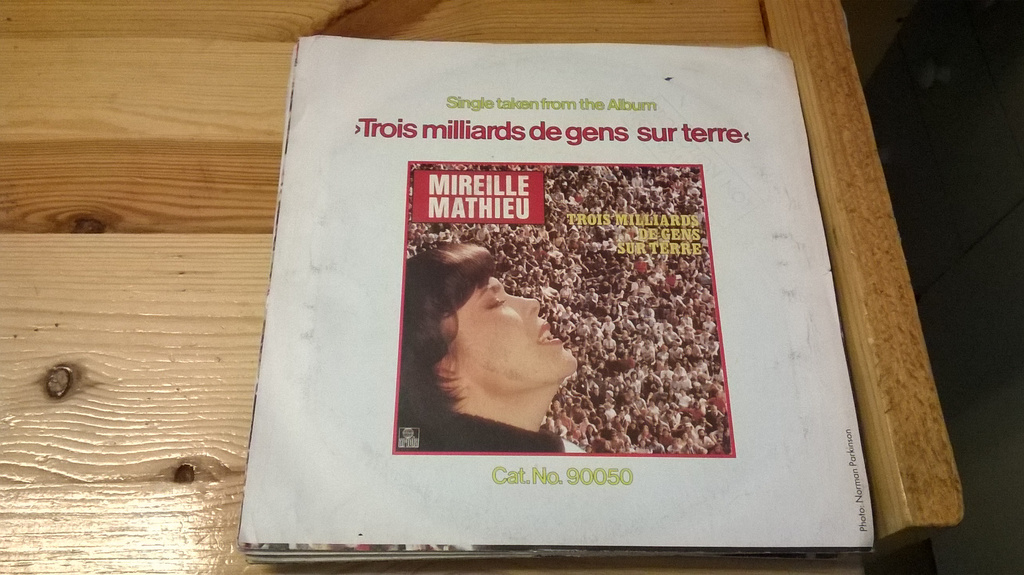 Single taken from the Album
›Trois milliards de gens sur terre‹
MIREILLE
MATHIEU
TROIS MILLIARDS
DE GENS
SUR TERRE
Cat. No. 90050
Photo: Norman Parkinson